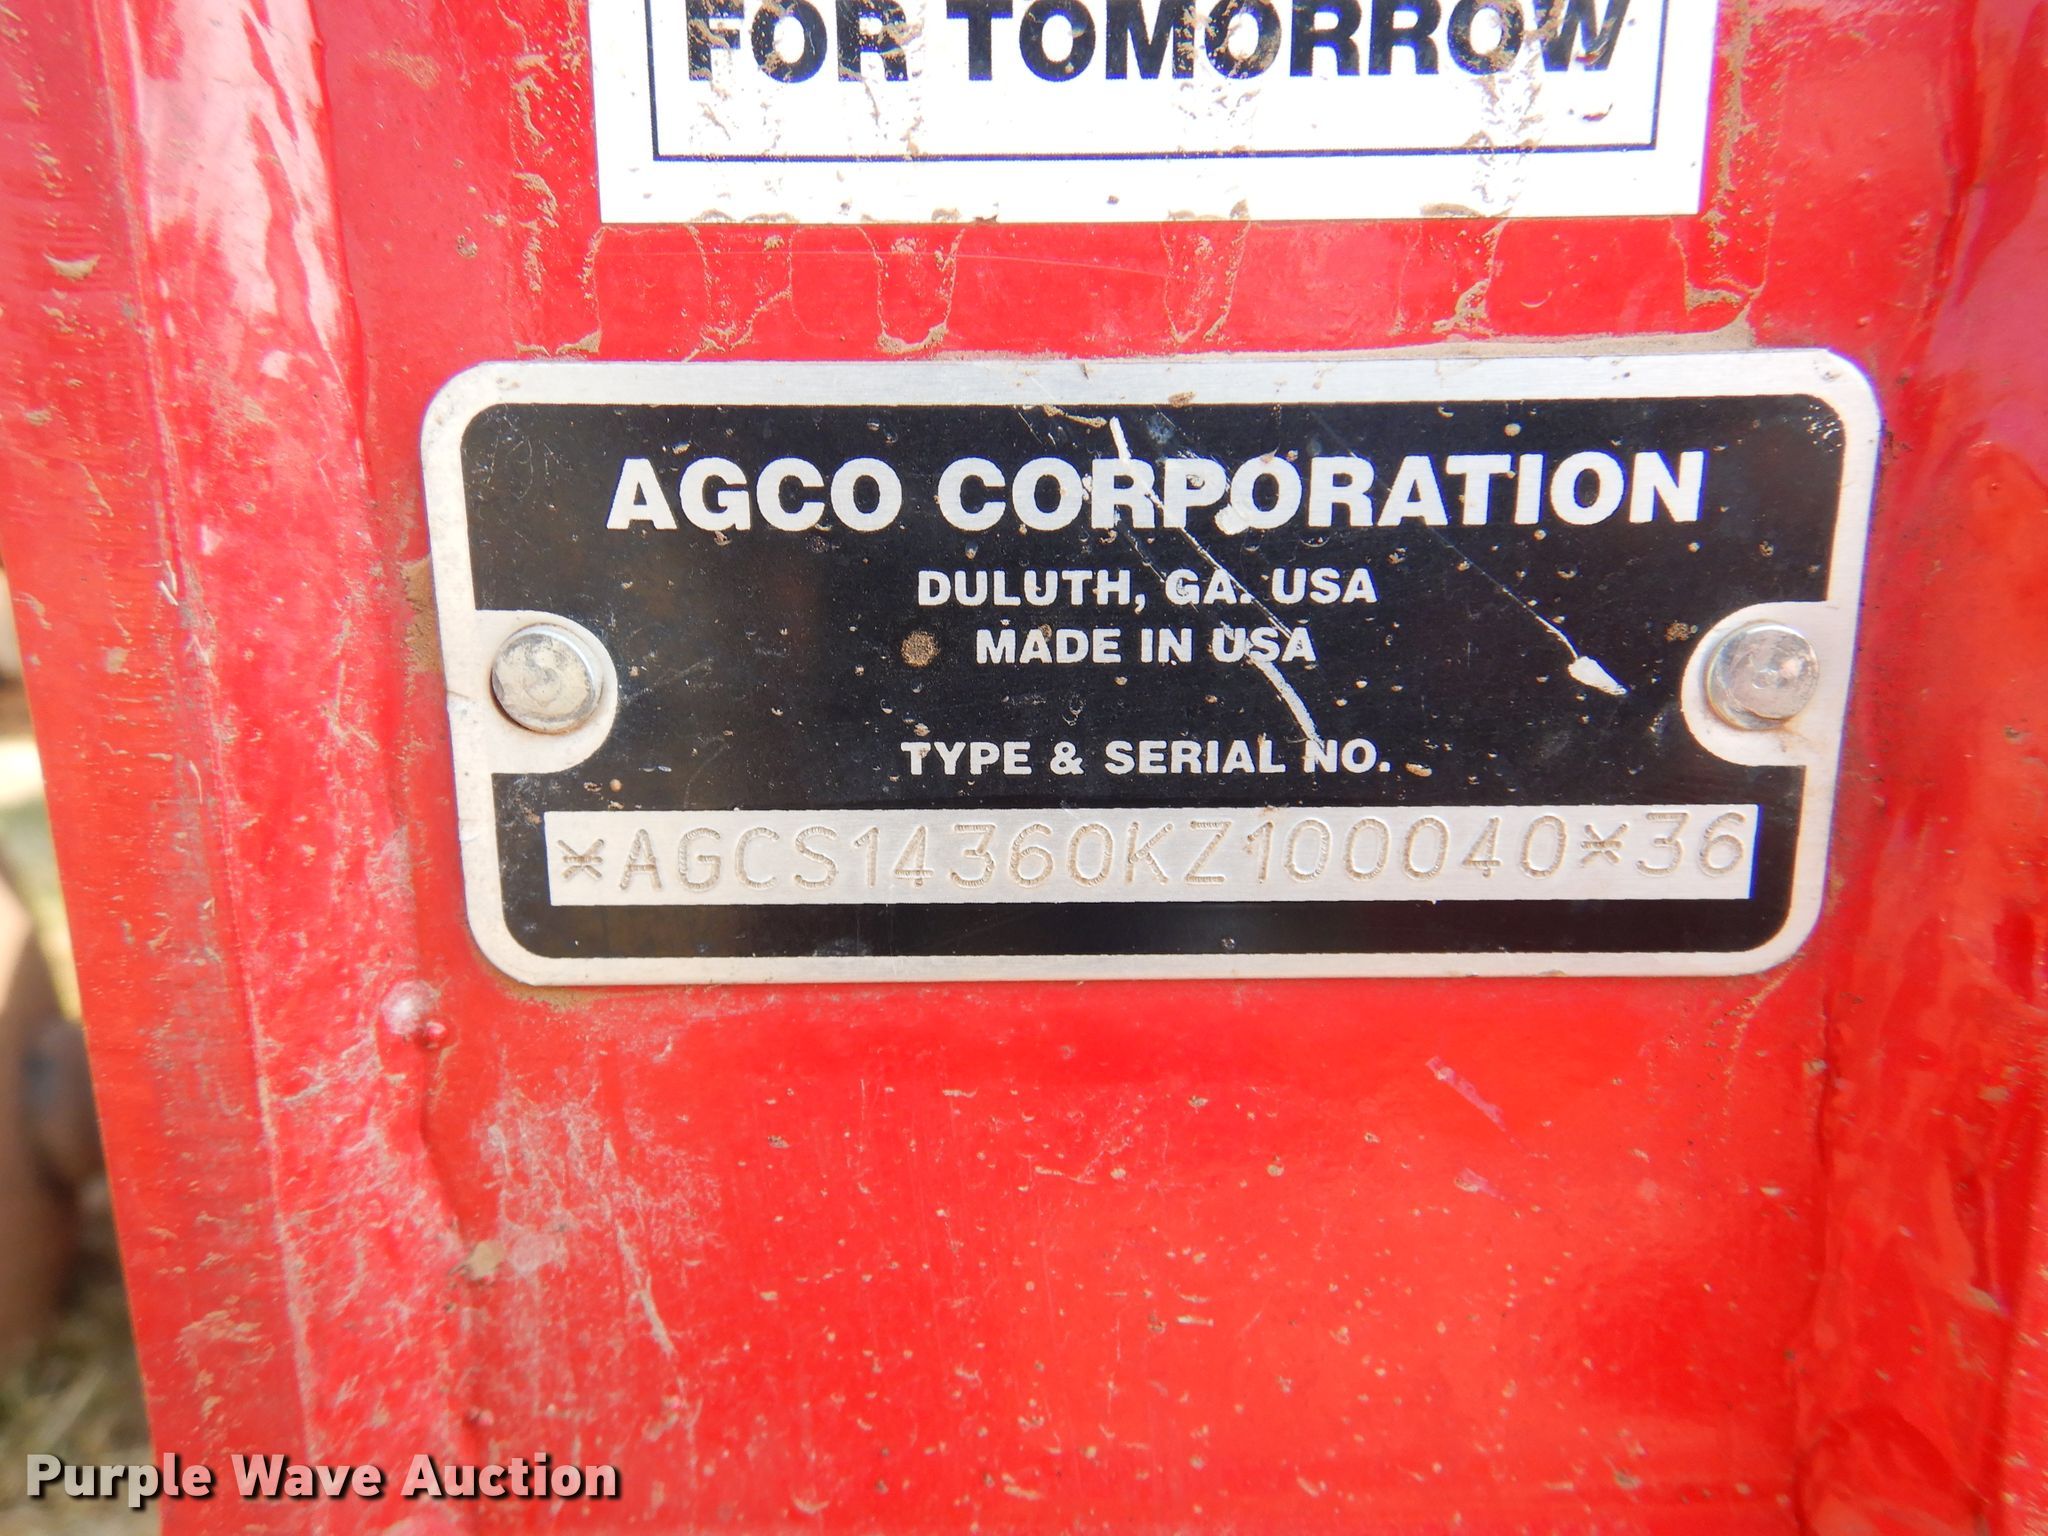 FOR TOMORROW
AGCO CORPORATION
DULUTH, GA. USA
MADE IN USA
TYPE & SERIAL NO.
*AGCS14360KZ100040*36
Purple Wave Auction